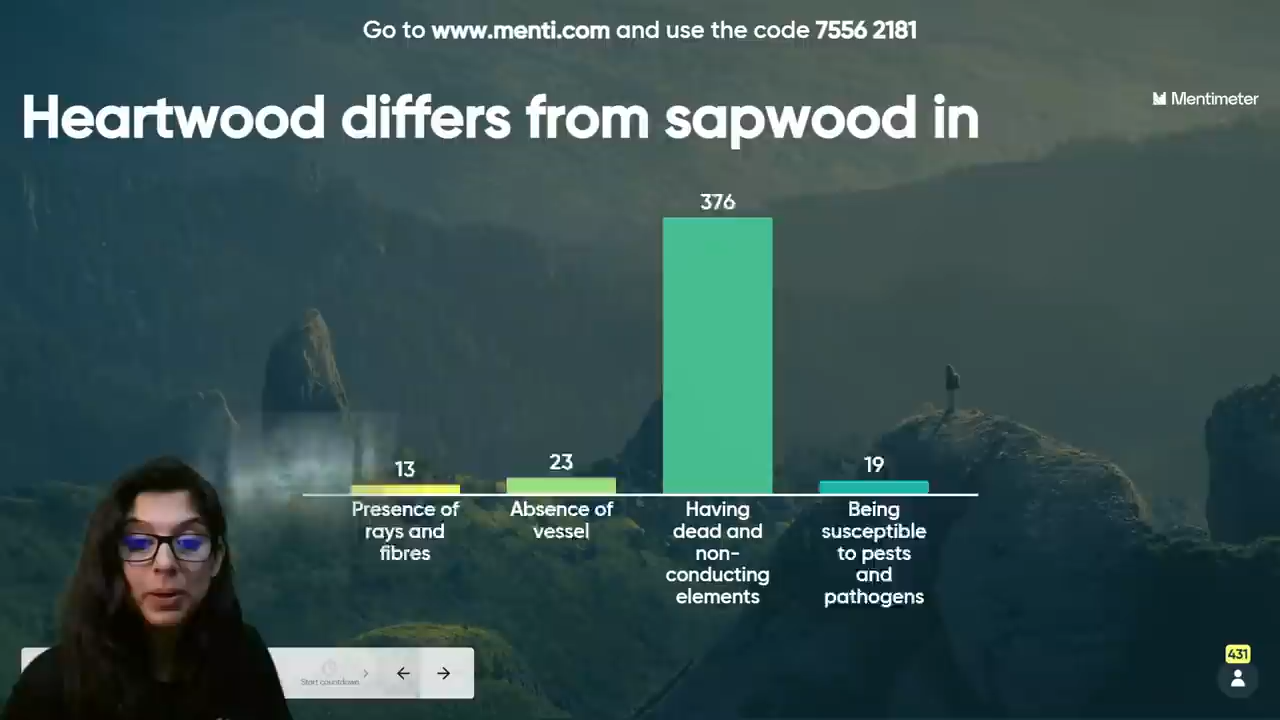 Go to www.menti.com and use the code 7556 2181
Heartwood differs from sapwood in
Mentimeter
376
13
23
19
Presence of
rays and
fibres
Absence of
vessel
Having
dead and
non-
conducting
elements
Being
susceptible
to pests
and
pathogens
Start countdown
431